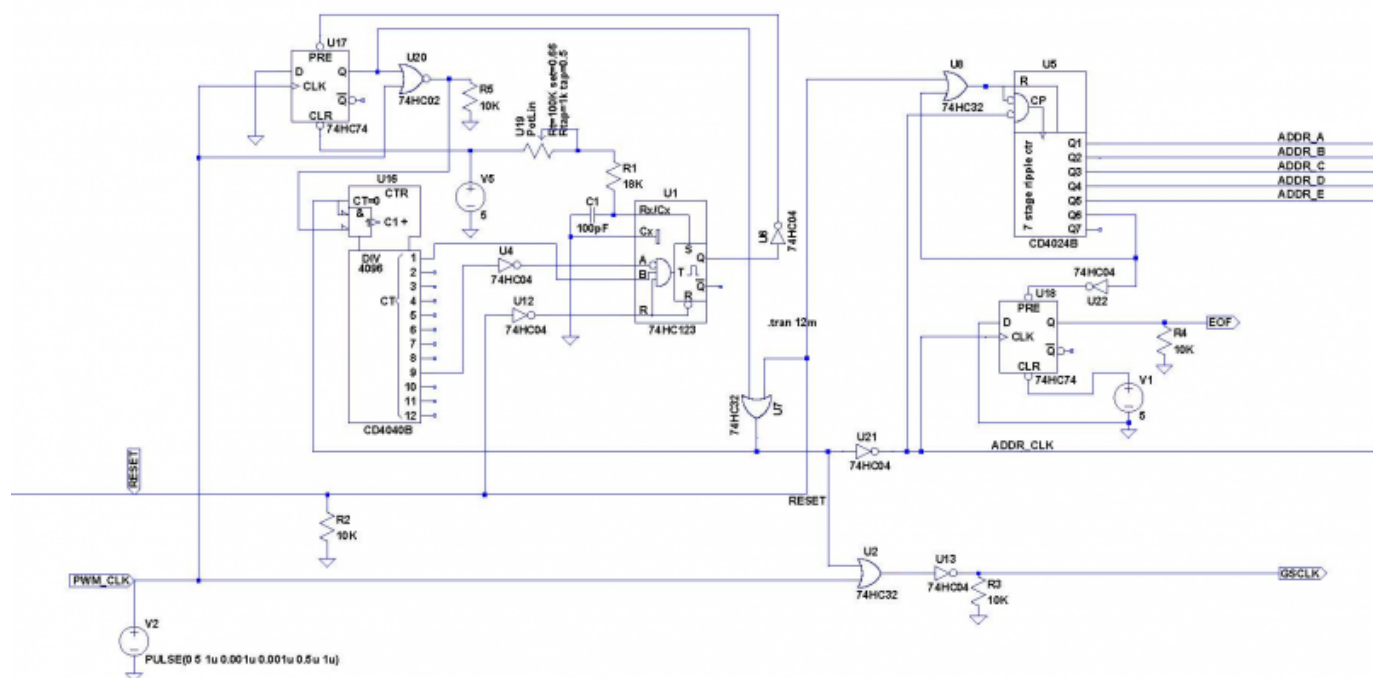 U17
PRE
D
Q
CLK
Q
CLR
74HC74
U20
74HC02
R5
10K
U19
PotLin
Rt=100K set=0.66
Rtap=1k tap=0.5
R1
18K
V5
5
C1
100pF
U1
Rx/Cx
Cx
S
A
B
T
Q
Q
R
R
74HC123
U6
74HC04
U16
CTR
CT=0
&
1
C1 +
DIV
4096
CT
1
2
3
4
5
6
7
8
9
10
11
12
CD4040B
U4
74HC04
U12
74HC04
.tran 12m
74HC32
U7
U8
74HC32
U5
R
CP
7 stage ripple ctr
Q1
Q2
Q3
Q4
Q5
Q6
Q7
CD4024B
ADDR_A
ADDR_B
ADDR_C
ADDR_D
ADDR_E
74HC04
U22
U18
PRE
D
Q
CLK
Q
CLR
74HC74
EOF
R4
10K
V1
5
U21
74HC04
ADDR_CLK
RESET
RESET
R2
10K
U2
74HC32
U13
74HC04
R3
10K
GSCLK
PWM_CLK
V2
PULSE(0 5 1u 0.001u 0.001u 0.5u 1u)